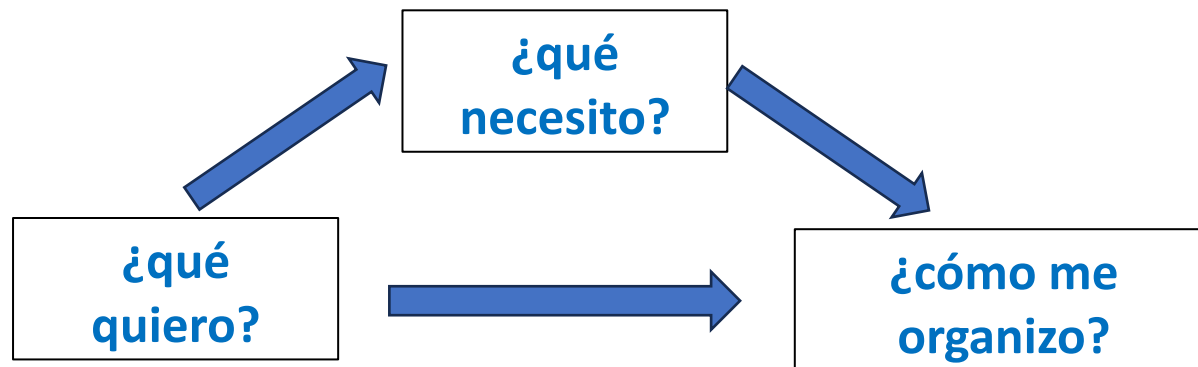 ¿qué
necesito?
¿qué
quiero?
¿cómo me
organizo?